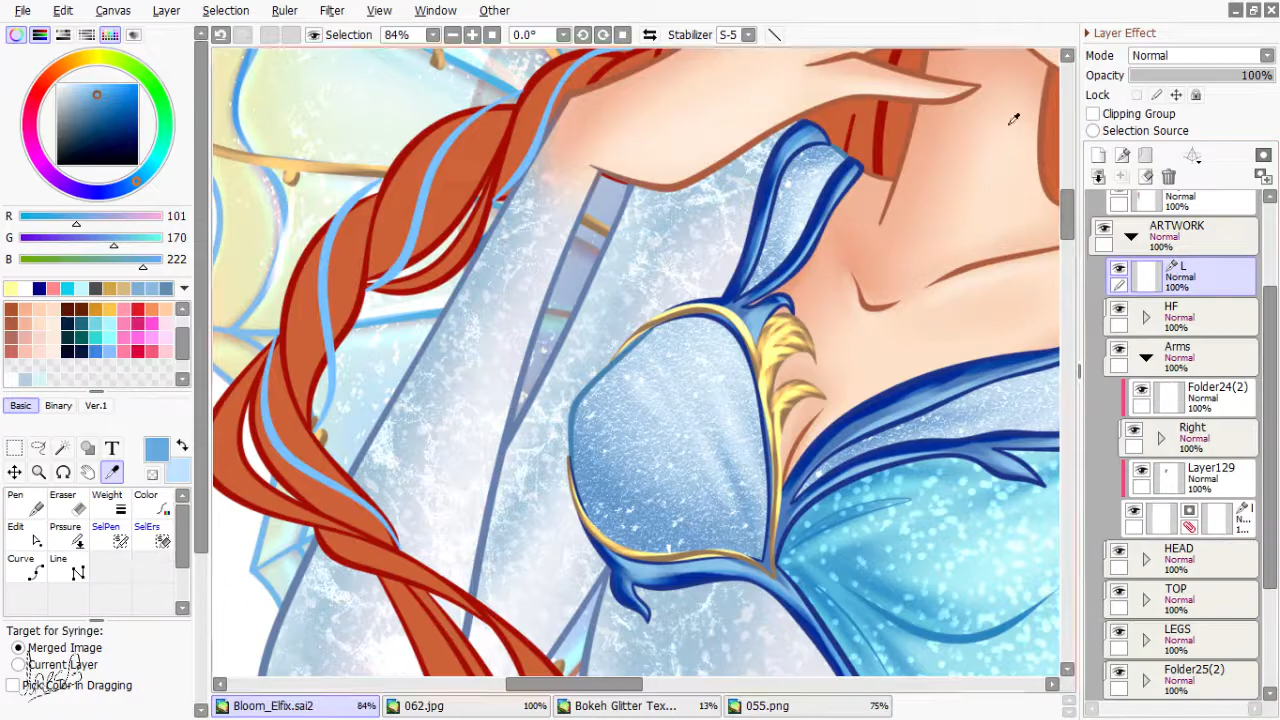 File Edit Canvas Layer Selection Ruler Filter View Window Other
Selection 84% 0.0° Stabilizer S-5
R 101
G 170
B 222
Basic Binary Ver.1
T
Pen Eraser Weight Color
Edit Prssure SelPen SelErs
Curve Line
Target for Syringe:
Merged Image
Current Layer
Pick Color in Dragging
Bloom_Elfix.sai2 84% 062.jpg 100% Bokeh Glitter Tex... 13% 055.png 75%
Layer Effect
Mode Normal
Opacity 100%
Lock
Clipping Group
Selection Source
Normal
100%
ARTWORK
Normal
100%
L
Normal
100%
HF
Normal
100%
Arms
Normal
100%
Folder24(2)
Normal
100%
Right
Normal
100%
Layer129
Normal
100%
N...
1...
HEAD
Normal
100%
TOP
Normal
100%
LEGS
Normal
100%
Folder25(2)
Normal
100%